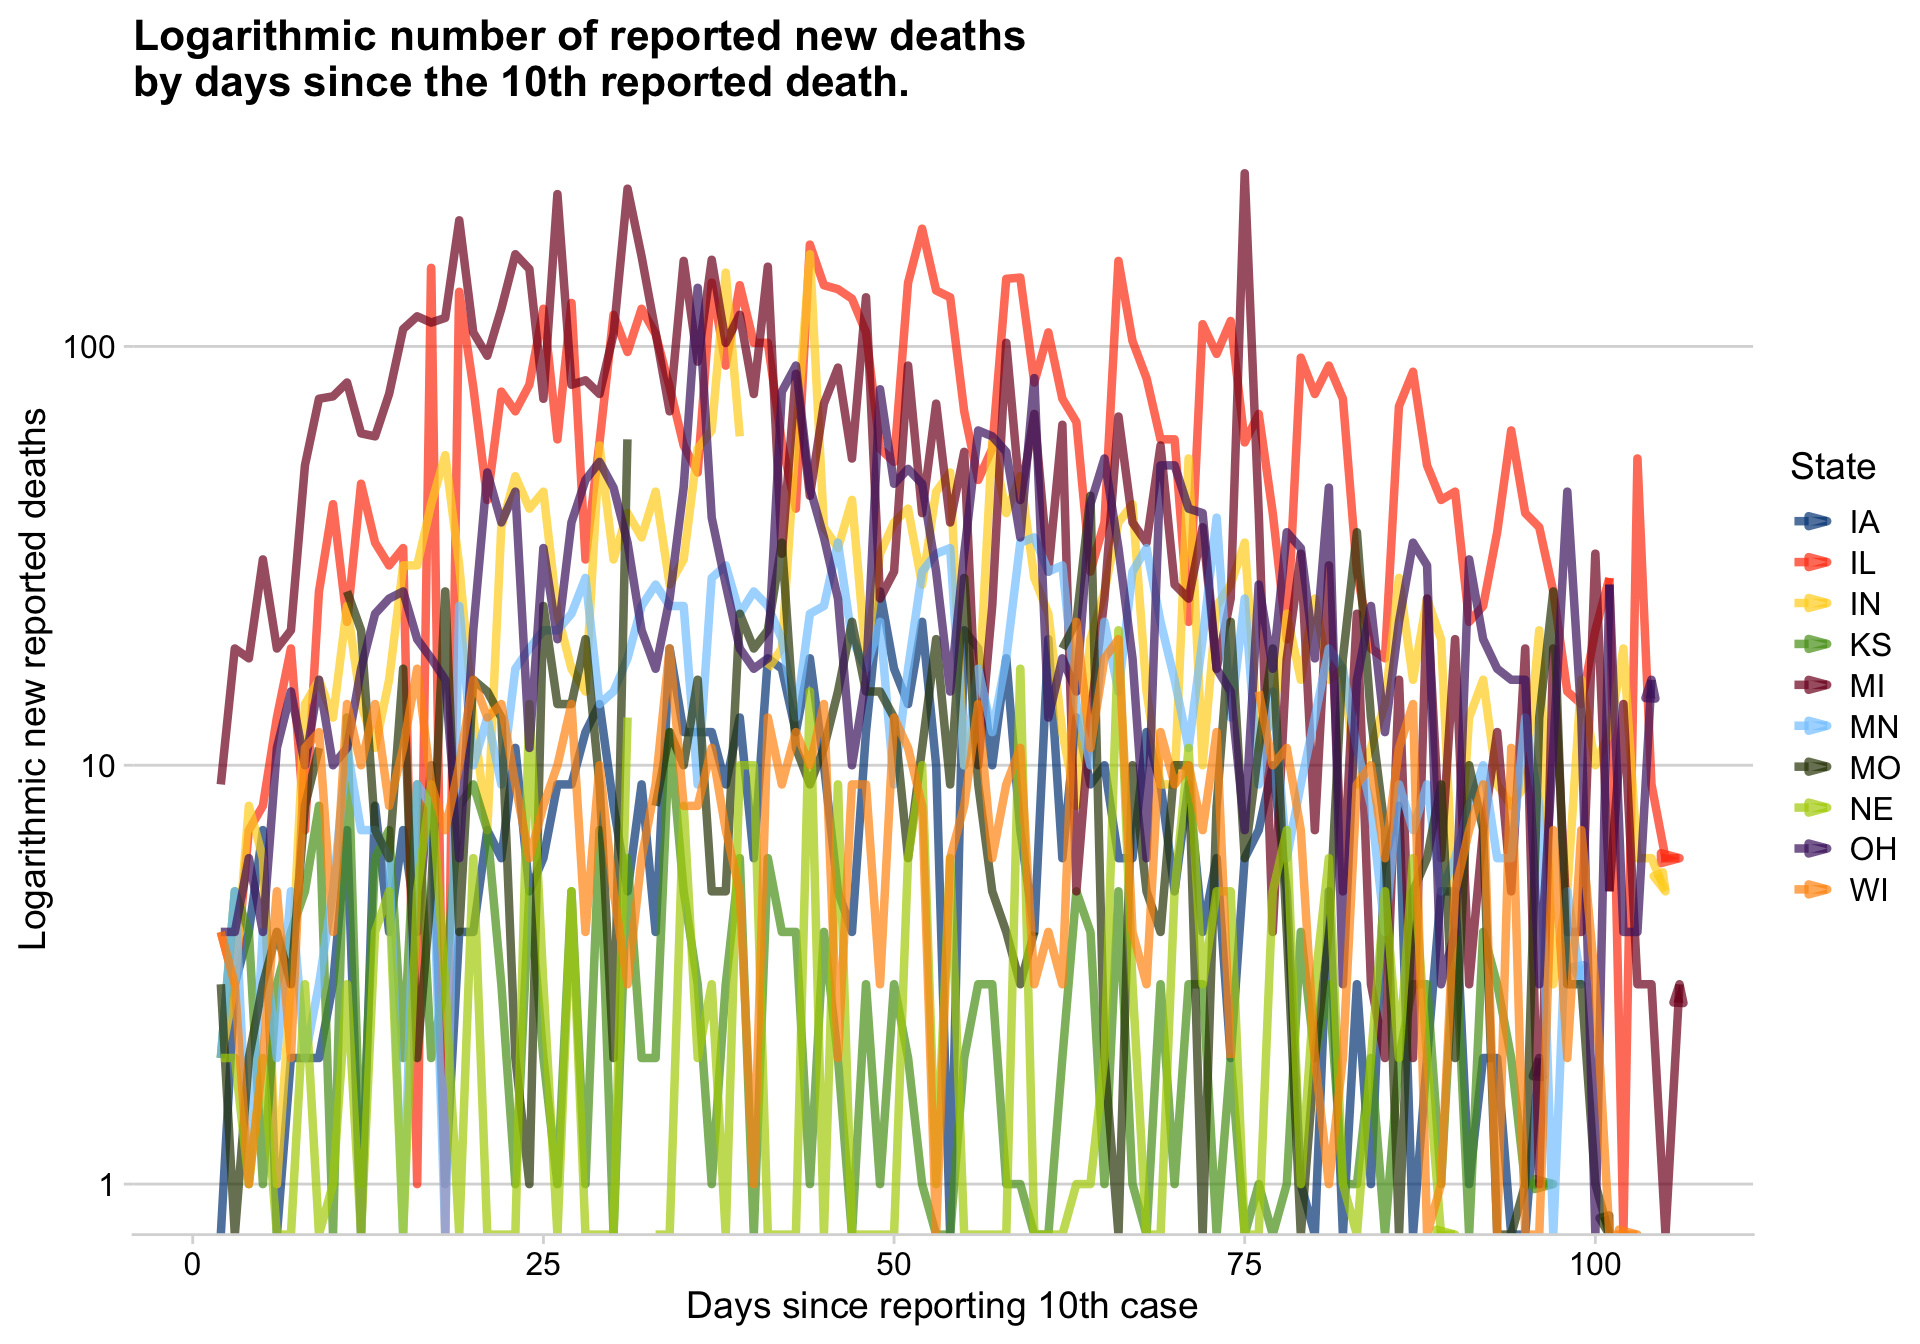 Logarithmic number of reported new deaths
by days since the 10th reported death.
Logarithmic new reported deaths
100
10
1
0
25
50
75
100
Days since reporting 10th case
State
IA
IL
IN
KS
MI
MN
MO
NE
OH
WI